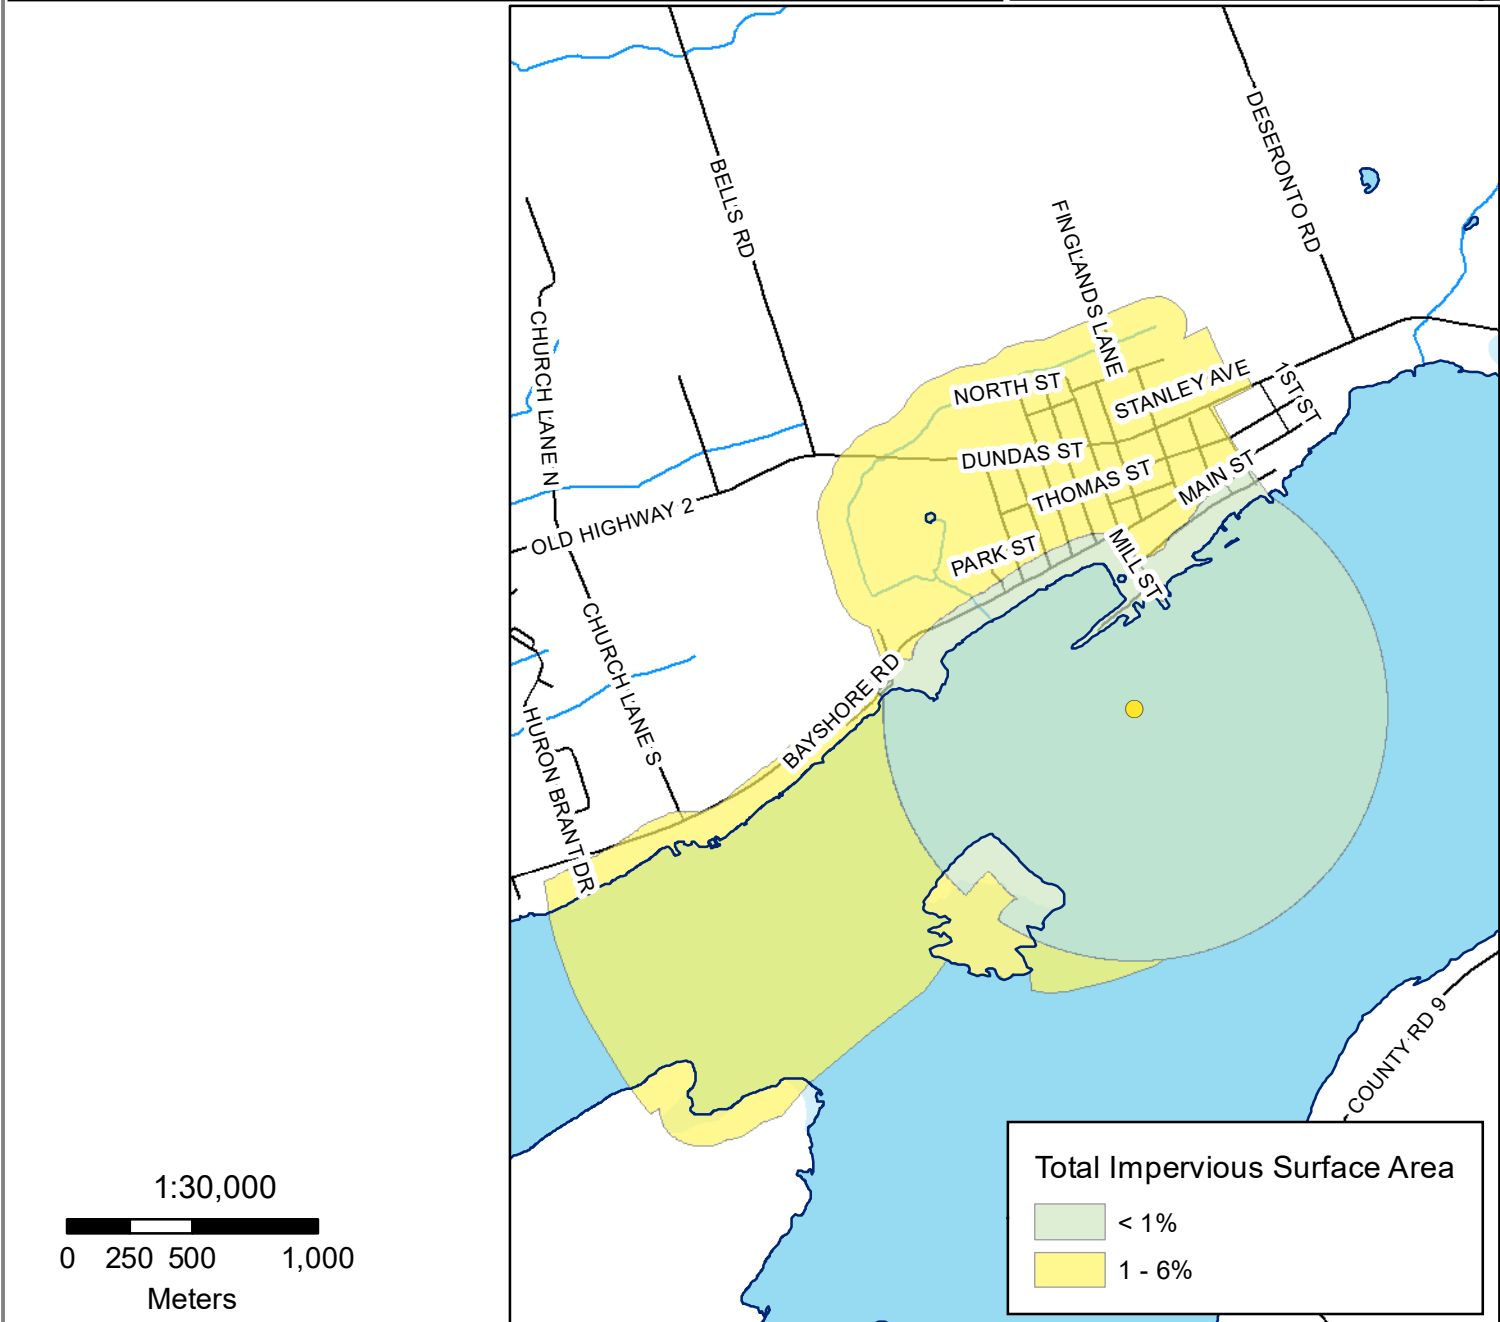 DESERONTO RD
BELL'S RD
FINGLANDS LANE
CHURCH LANE N
NORTH ST
STANLEY AVE
1ST ST
DUNDAS ST
THOMAS ST
MAIN ST
OLD HIGHWAY 2
PARK ST
MILL ST
CHURCH LANE S
BAYSHORE RD
HURON BRANT DR
COUNTY RD 9
Total Impervious Surface Area
< 1%
1 - 6%
1:30,000
0 250 500 1,000
Meters